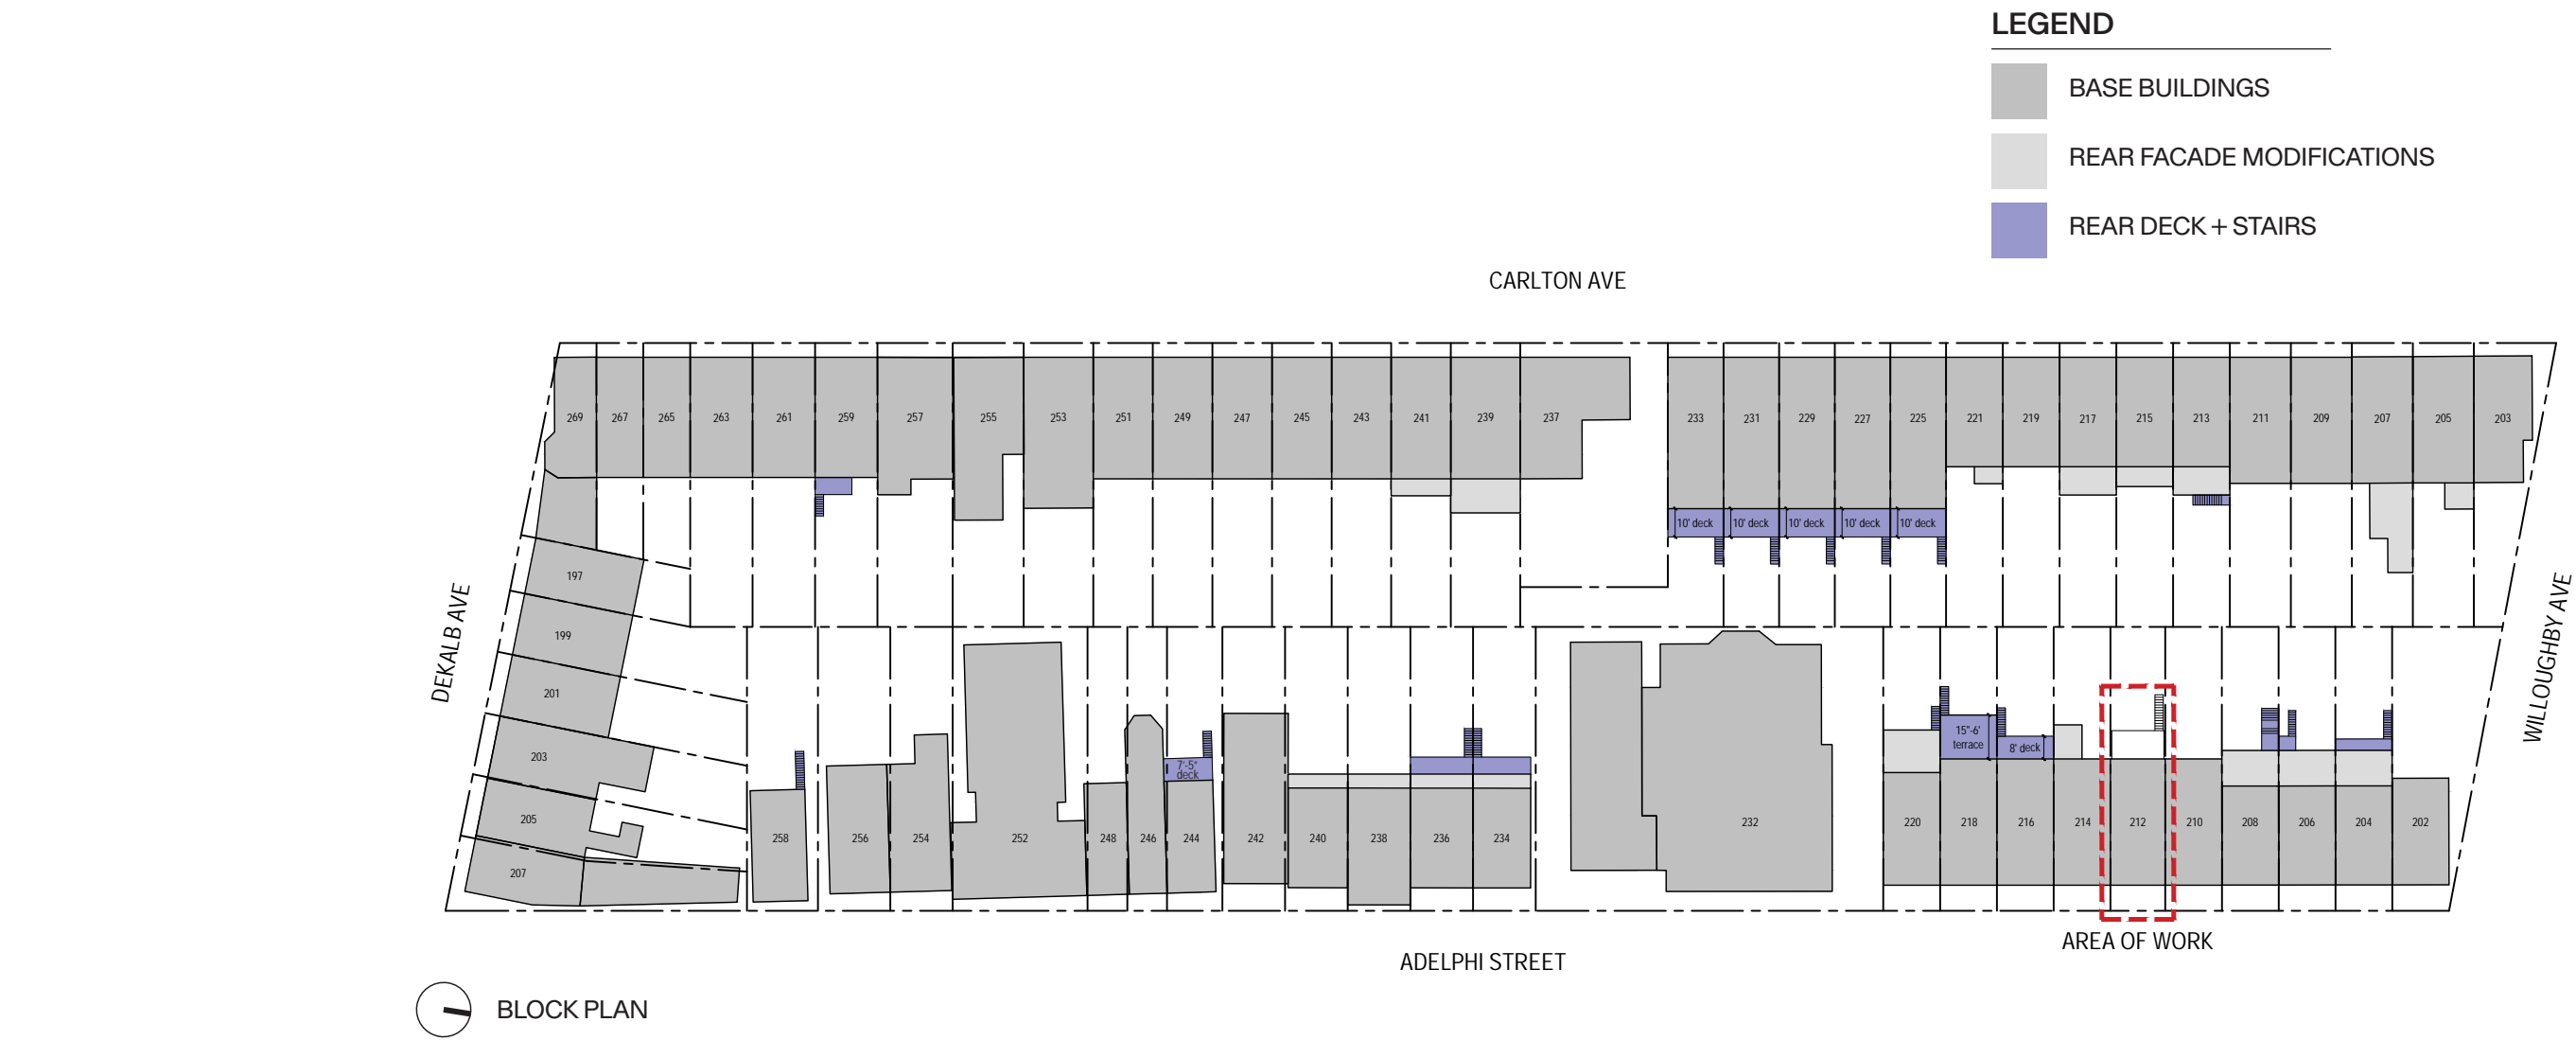 LEGEND
BASE BUILDINGS
REAR FACADE MODIFICATIONS
REAR DECK + STAIRS
CARLTON AVE
269 267 265 263 261 259 257 255 253 251 249 247 245 243 241 239 237 233 231 229 227 225 221 219 217 215 213 211 209 207 205 203
10' deck 10' deck 10' deck 10' deck 10' deck
DEKALB AVE
WILLOUGHBY AVE
197
199
201
203
205
207
15"-6'
terrace
8' deck
7'-5"
deck
258 256 254 252 248 246 244 242 240 238 236 234 232 220 218 216 214 212 210 208 206 204 202
AREA OF WORK
ADELPHI STREET
BLOCK PLAN